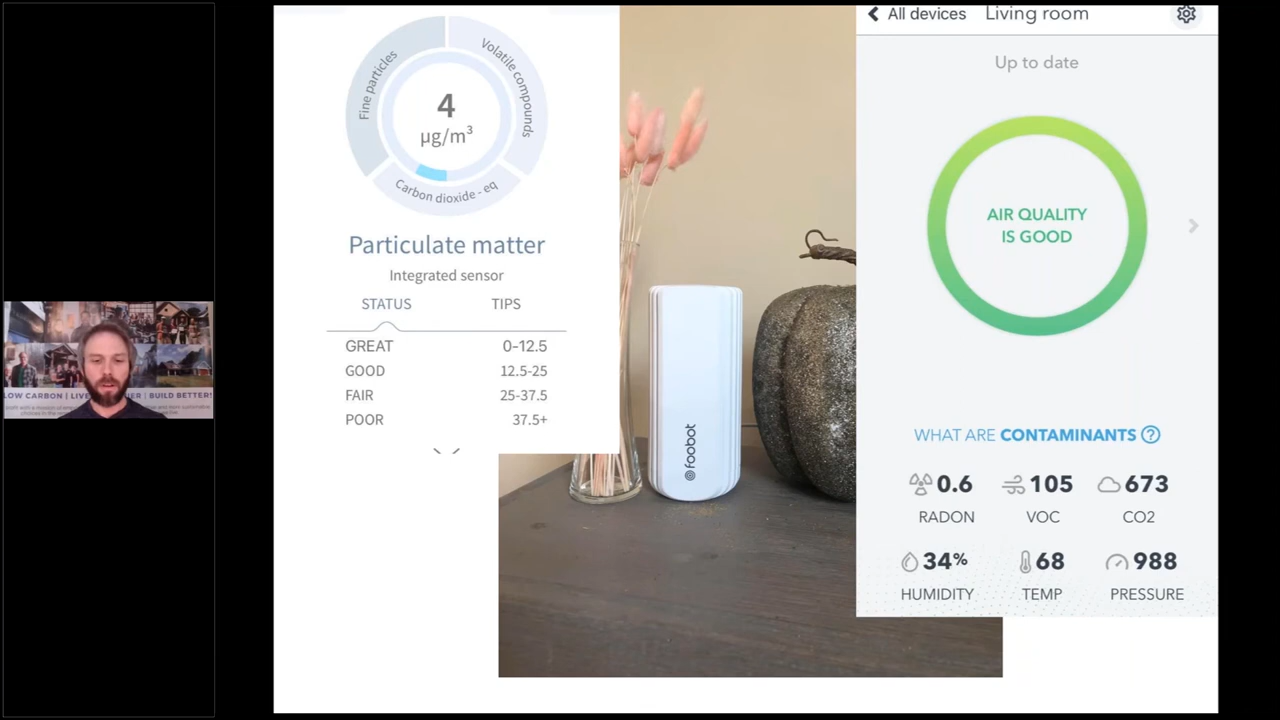 Fine particles
Volatile compounds
4
µg/m³
Carbon dioxide - eq
Particulate matter
Integrated sensor
STATUS TIPS
GREAT 0-12.5
GOOD 12.5-25
FAIR 25-37.5
POOR 37.5+
foobot
All devices Living room
Up to date
AIR QUALITY
IS GOOD
WHAT ARE CONTAMINANTS ?
0.6 105 673
RADON VOC CO2
34% 68 988
HUMIDITY TEMP PRESSURE
LOW CARBON | BUILD BETTER!